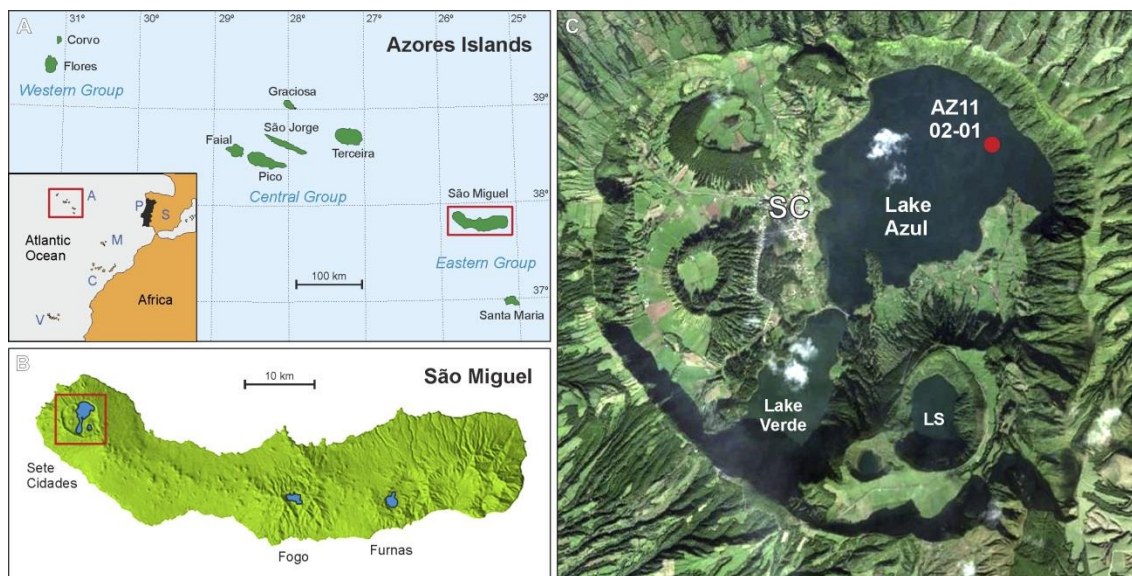 A
Azores Islands
31°
30°
29°
28°
27°
26°
25°
Corvo
Flores
Western Group
39°
Graciosa
São Jorge
Faial
Terceira
Pico
Central Group
38°
São Miguel
Eastern Group
100 km
37°
Santa Maria
A
P
S
Atlantic
Ocean
M
C
Africa
V
B
10 km
São Miguel
Sete
Cidades
Fogo
Furnas
C
AZ11
02-01
SC
Lake
Azul
Lake
Verde
LS